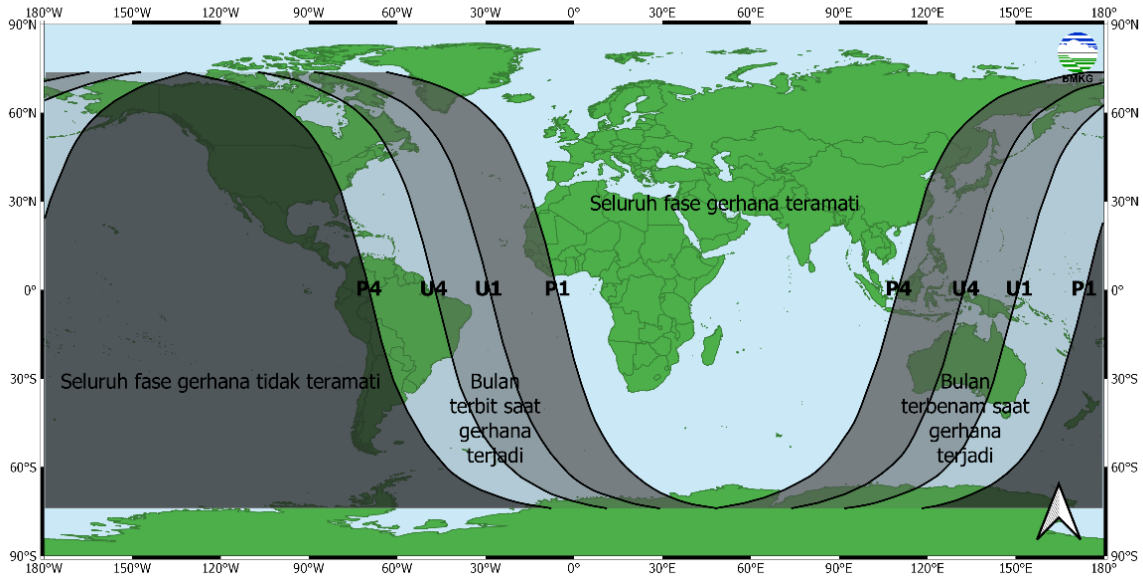 180° 150°W 120°W 90°W 60°W 30°W 0° 30°E 60°E 90°E 120°E 150°E 180°
90°N 90°N
BMKG
60°N 60°N
30°N 30°N
Seluruh fase gerhana teramati
0° P4 U4 U1 P1 P4 U4 U1 P1 0°
30°S 30°S
Seluruh fase gerhana tidak teramati
Bulan
terbit saat
gerhana
terjadi
Bulan
terbenam saat
gerhana
terjadi
60°S 60°S
90°S 90°S
180° 150°W 120°W 90°W 60°W 30°W 0° 30°E 60°E 90°E 120°E 150°E 180°